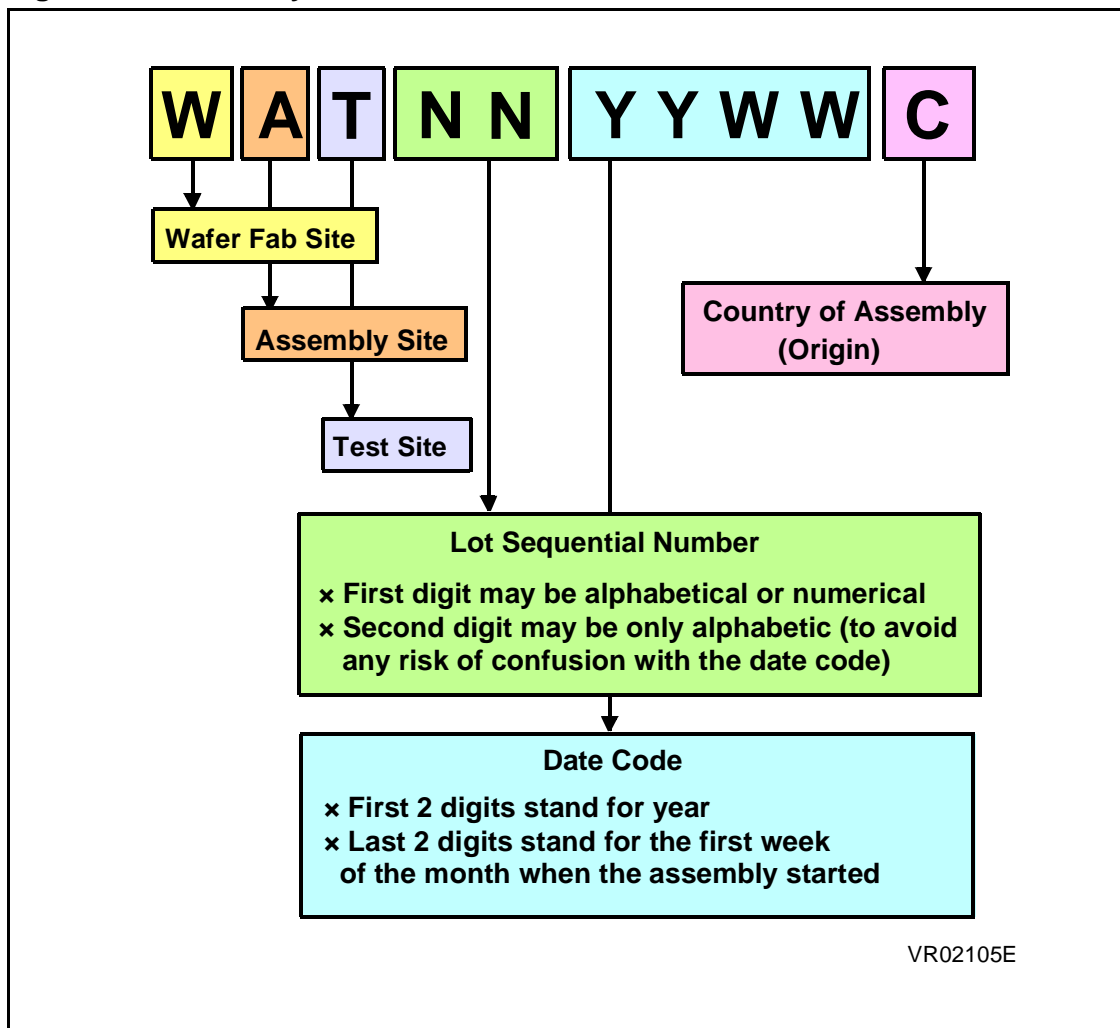 W A T N N Y Y W W C
Wafer Fab Site
Assembly Site
Country of Assembly
(Origin)
Test Site
Lot Sequential Number
× First digit may be alphabetical or numerical
× Second digit may be only alphabetic (to avoid
any risk of confusion with the date code)
Date Code
× First 2 digits stand for year
× Last 2 digits stand for the first week
of the month when the assembly started
VR02105E